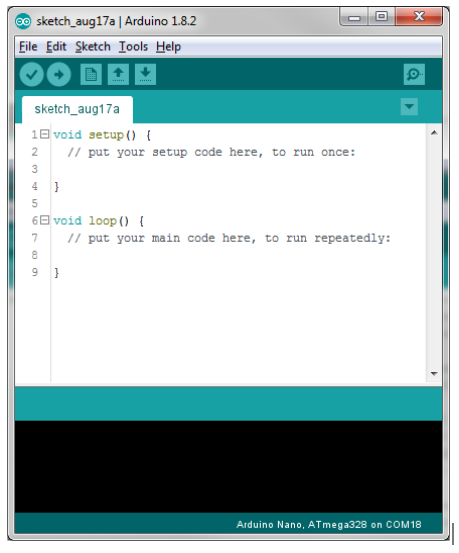 sketch_aug17a | Arduino 1.8.2
File Edit Sketch Tools Help
sketch_aug17a
1 void setup() {
2 // put your setup code here, to run once:
3
4 }
5
6 void loop() {
7 // put your main code here, to run repeatedly:
8
9 }
Arduino Nano, ATmega328 on COM18